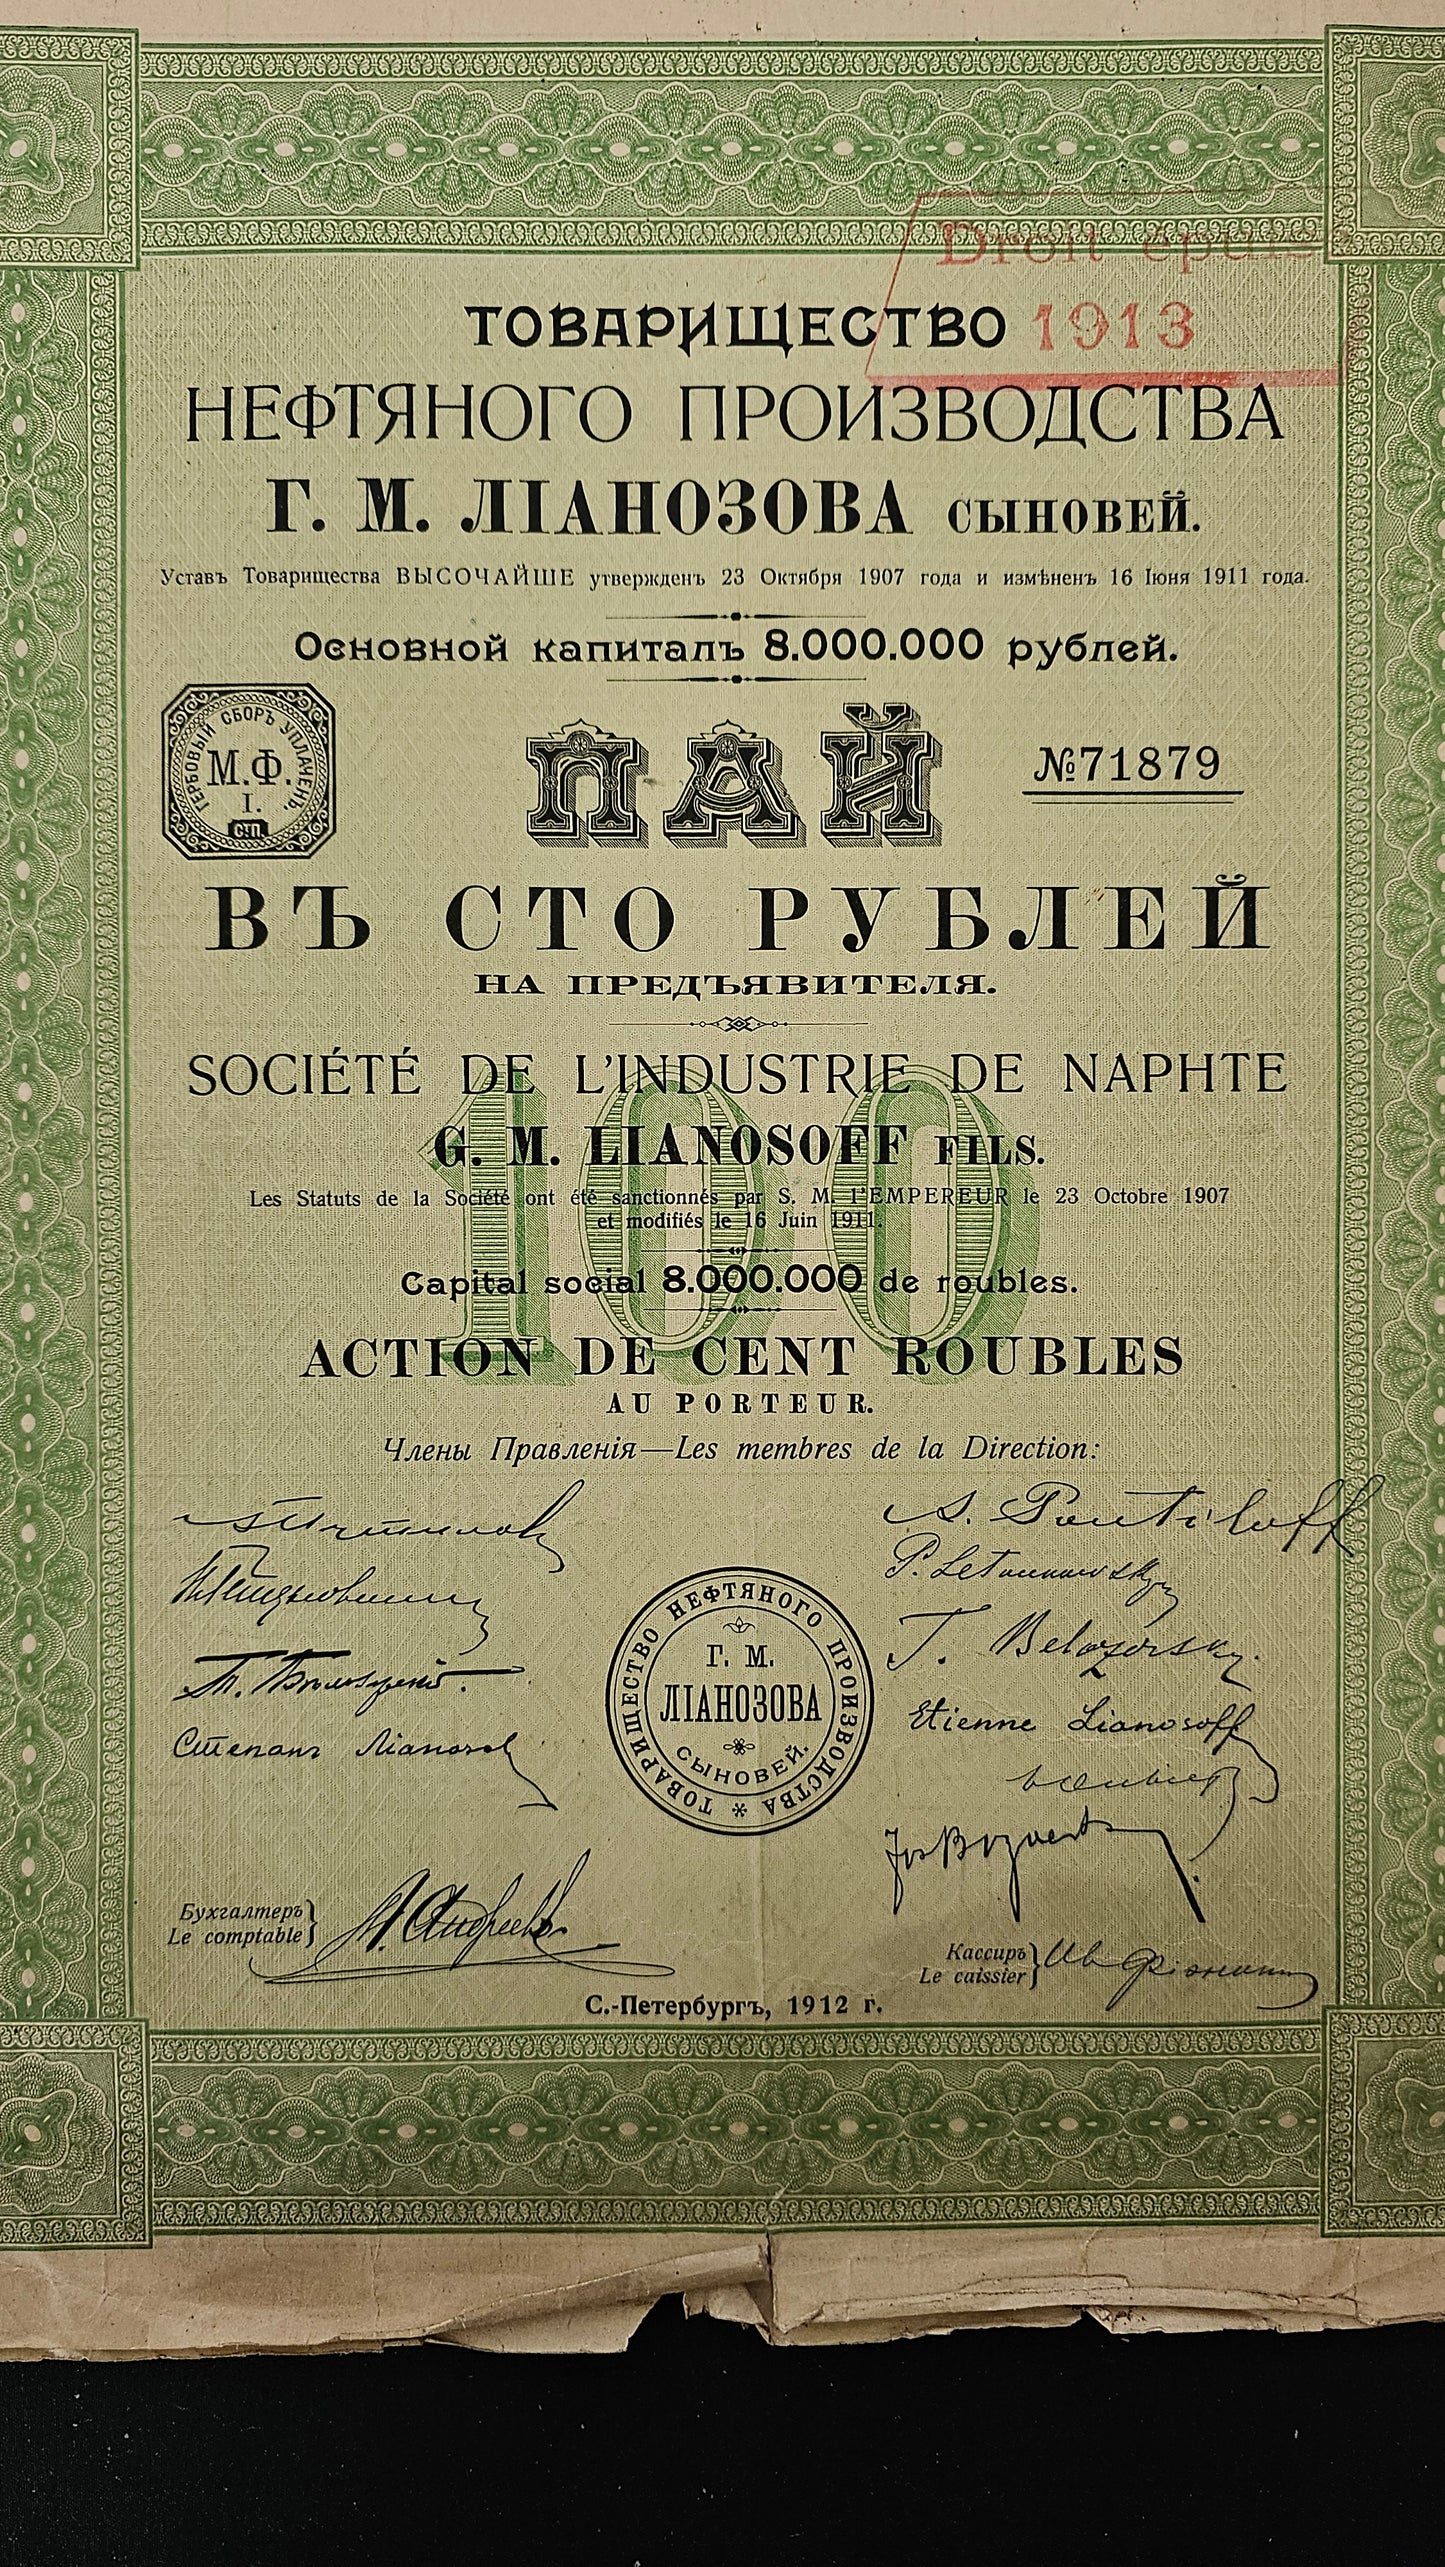 Droit épuisé
1913
ТОВАРИЩЕСТВО
НЕФТЯНОГО ПРОИЗВОДСТВА
Г. М. ЛІАНОЗОВА СЫНОВЕЙ.
Уставъ Товарищества ВЫСОЧАЙШЕ утвержденъ 23 Октября 1907 года и измѣненъ 16 Іюня 1911 года.
Основной капиталъ 8.000.000 рублей.
ГЕРБОВЫЙ СБОРЪ УПЛАЧЕНЪ.
М.Ф.
I.
С.П.
ПАЙ
№71879
ВЪ СТО РУБЛЕЙ
НА ПРЕДЪЯВИТЕЛЯ.
100
SOCIÉTÉ DE L'INDUSTRIE DE NAPHTE
G. M. LIANOSOFF FILS.
Les Statuts de la Société ont été sanctionnés par S. M. l'EMPEREUR le 23 Octobre 1907
et modifiés le 16 Juin 1911.
Capital social 8.000.000 de roubles.
ACTION DE CENT ROUBLES
AU PORTEUR.
Члены Правленія—Les membres de la Direction:
S. Poutiloff
T. Belozorsky.
Степанъ Ліанозовъ
Etienne Lianosoff
ТОВАРИЩЕСТВО НЕФТЯНОГО ПРОИЗВОДСТВА
Г. М.
ЛІАНОЗОВА
СЫНОВЕЙ.
Бухгалтеръ
Le comptable
Кассиръ
Le caissier
С.-Петербургъ, 1912 г.